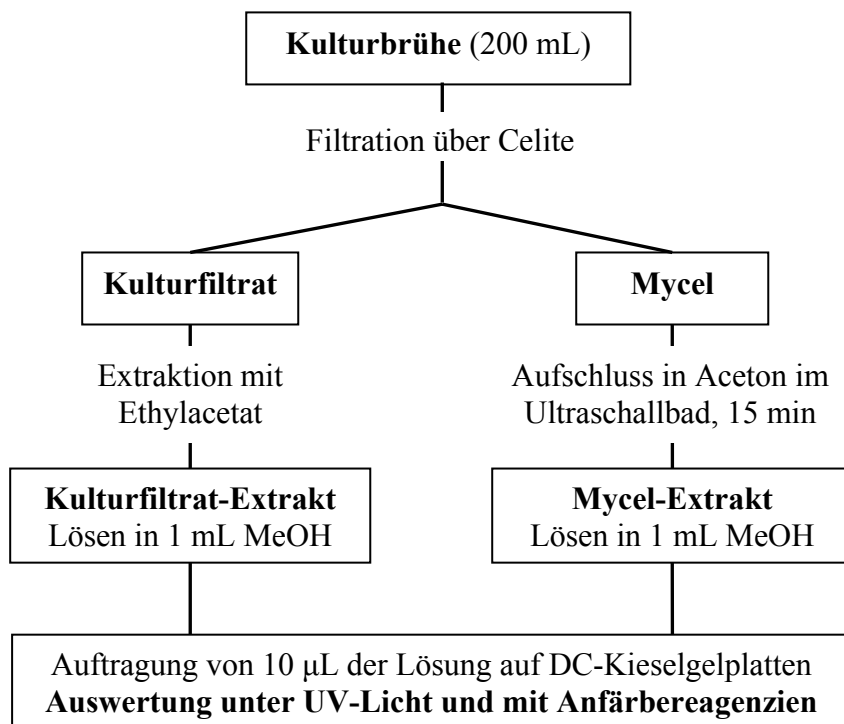 Kulturbrühe (200 mL)
Filtration über Celite
Kulturfiltrat
Mycel
Extraktion mit
Ethylacetat
Aufschluss in Aceton im
Ultraschallbad, 15 min
Kulturfiltrat-Extrakt
Lösen in 1 mL MeOH
Mycel-Extrakt
Lösen in 1 mL MeOH
Auftragung von 10 μL der Lösung auf DC-Kieselgelplatten
Auswertung unter UV-Licht und mit Anfärbereagenzien